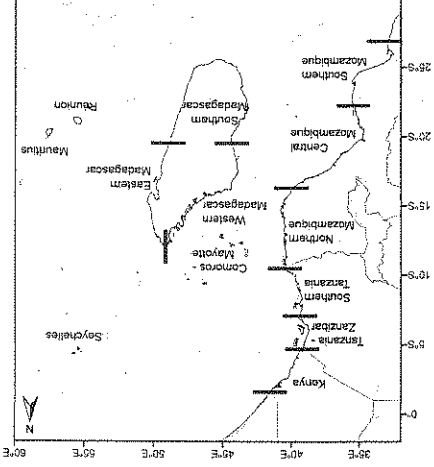 35°E 40°E 45°E 50°E 55°E 60°E
N
0°
Kenya
5°S
Tanzania -
Zanzibar
Seychelles
Southern
Tanzania
10°S
Comoros -
Mayotte
Northern
Mozambique
15°S
Western
Madagascar
Eastern
Madagascar
Central
Mozambique
20°S
Mauritius
Réunion
Southern
Madagascar
Southern
Mozambique
25°S